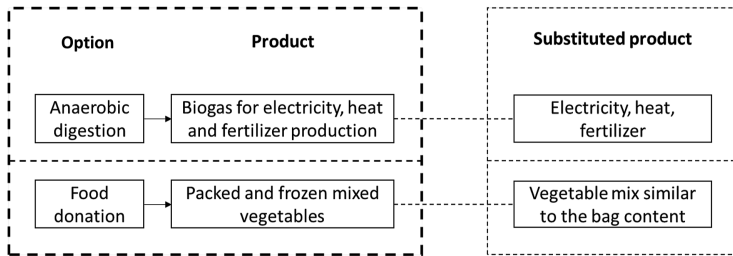 Option
Product
Substituted product
Anaerobic
digestion
Biogas for electricity, heat
and fertilizer production
Electricity, heat,
fertilizer
Food
donation
Packed and frozen mixed
vegetables
Vegetable mix similar
to the bag content